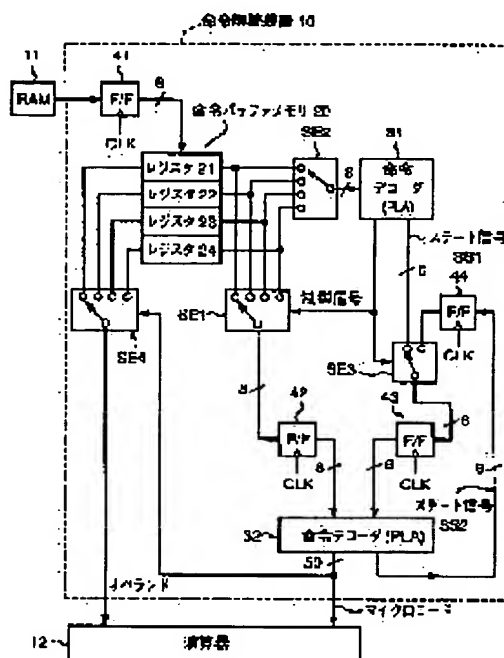 命令解読装置 10
11
RAM
41
F/F
8
CLK
命令バッファメモリ 20
レジスタ 21
レジスタ 22
レジスタ 23
レジスタ 24
SE2
8
31
命令
デコーダ
(PLA)
ステート信号
SS1
6
44
F/F
CLK
SE4
SE1
制御信号
SE3
8
42
F/F
CLK
8
43
F/F
CLK
6
ステート信号
SS2
32
命令デコーダ (PLA)
50
オペランド
マイクロコード
12
演算器